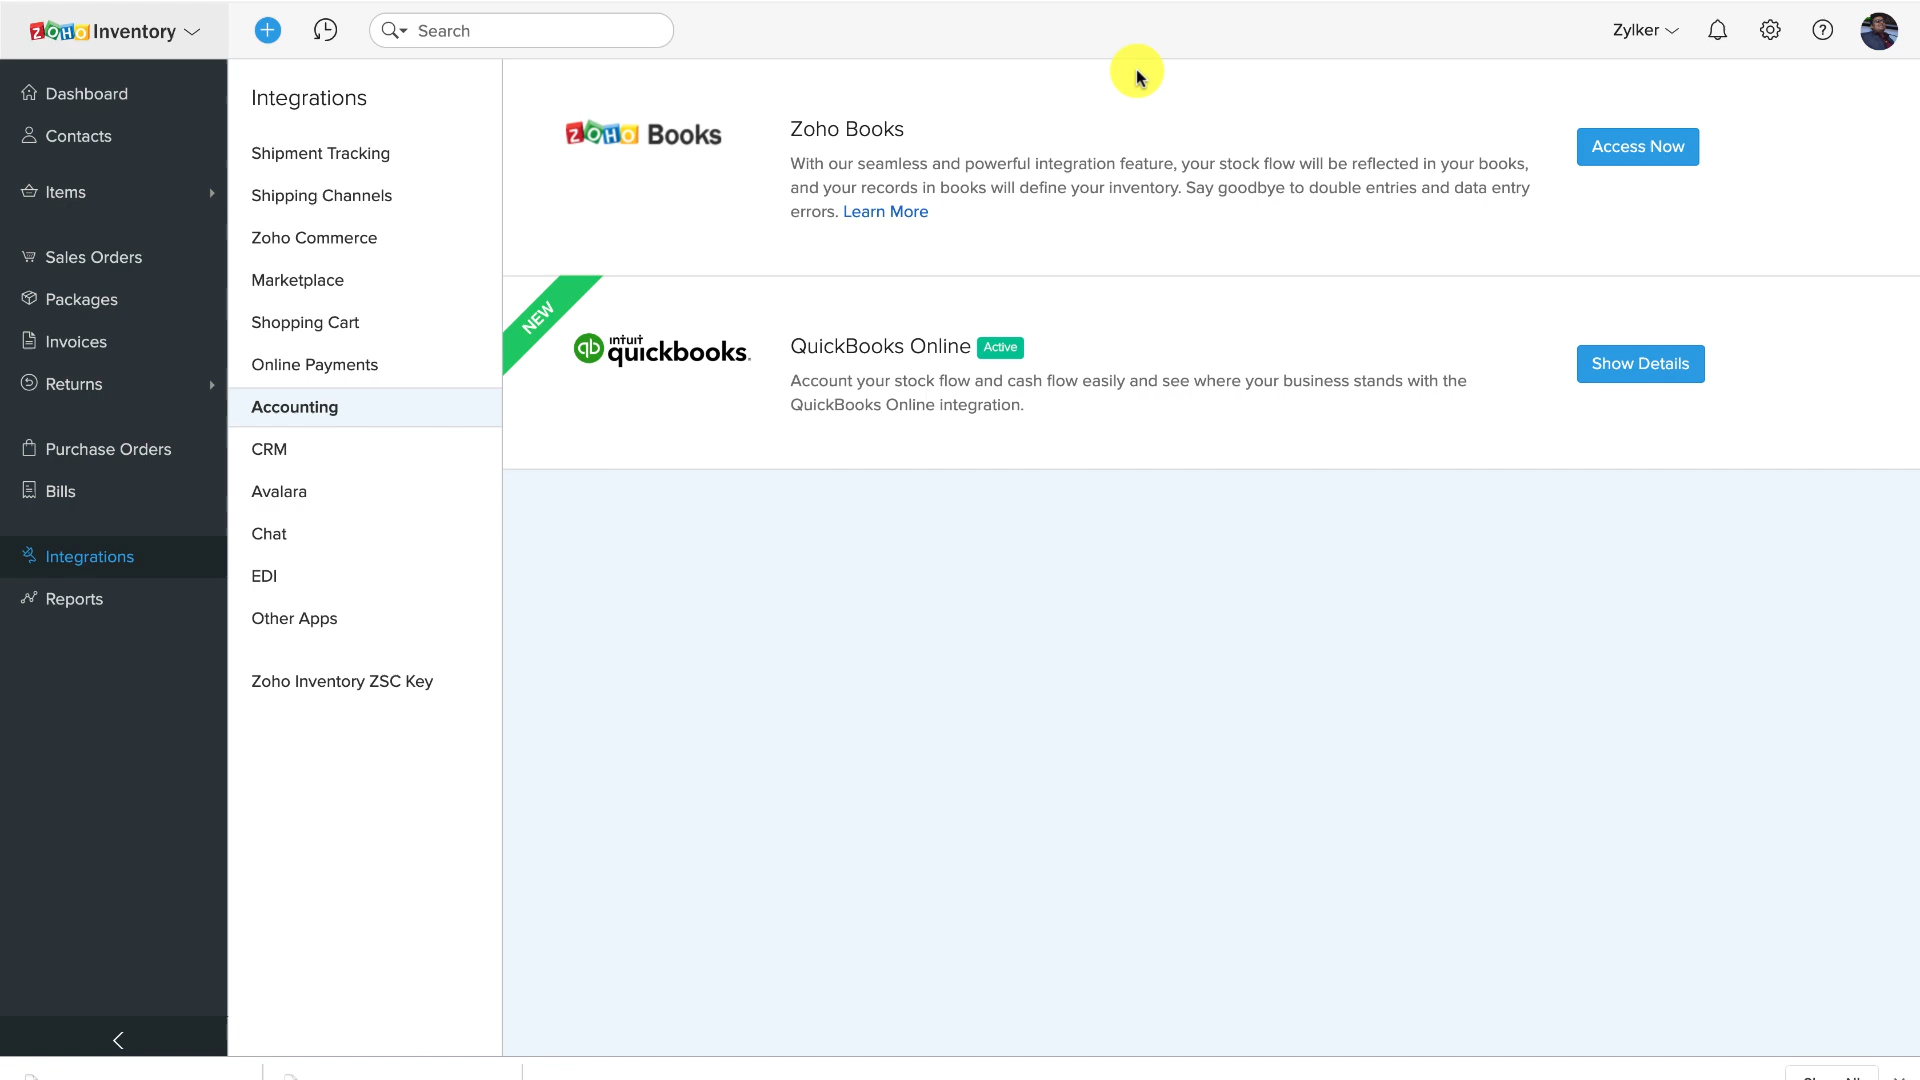 ZOHO Inventory
Search
Zylker
Dashboard
Contacts
Items
Sales Orders
Packages
Invoices
Returns
Purchase Orders
Bills
Integrations
Reports
Integrations
Shipment Tracking
Shipping Channels
Zoho Commerce
Marketplace
Shopping Cart
Online Payments
Accounting
CRM
Avalara
Chat
EDI
Other Apps
Zoho Inventory ZSC Key
ZOHO Books
Zoho Books
With our seamless and powerful integration feature, your stock flow will be reflected in your books,
and your records in books will define your inventory. Say goodbye to double entries and data entry
errors. Learn More
Access Now
NEW
qb intuit quickbooks.
QuickBooks Online Active
Account your stock flow and cash flow easily and see where your business stands with the
QuickBooks Online integration.
Show Details